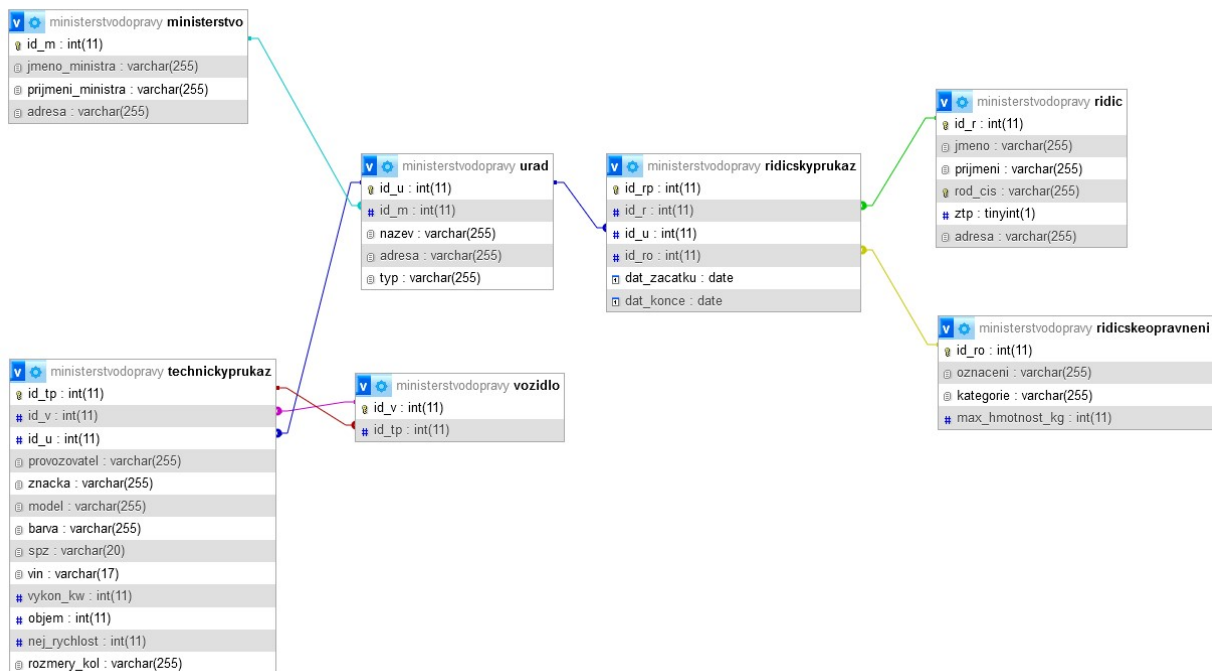 v ministerstvodopravy ministerstvo
id_m : int(11)
jmeno_ministra : varchar(255)
prijmeni_ministra : varchar(255)
adresa : varchar(255)
v ministerstvodopravy urad
id_u : int(11)
# id_m : int(11)
nazev : varchar(255)
adresa : varchar(255)
typ : varchar(255)
v ministerstvodopravy ridicskyprukaz
id_rp : int(11)
# id_r : int(11)
# id_u : int(11)
# id_ro : int(11)
dat_zacatku : date
dat_konce : date
v ministerstvodopravy ridic
id_r : int(11)
jmeno : varchar(255)
prijmeni : varchar(255)
rod_cis : varchar(255)
# ztp : tinyint(1)
adresa : varchar(255)
v ministerstvodopravy ridicskeopravneni
id_ro : int(11)
oznaceni : varchar(255)
kategorie : varchar(255)
# max_hmotnost_kg : int(11)
v ministerstvodopravy technickyprukaz
id_tp : int(11)
# id_v : int(11)
# id_u : int(11)
provozovatel : varchar(255)
znacka : varchar(255)
model : varchar(255)
barva : varchar(255)
spz : varchar(20)
vin : varchar(17)
# vykon_kw : int(11)
# objem : int(11)
# nej_rychlost : int(11)
rozmery_kol : varchar(255)
v ministerstvodopravy vozidlo
id_v : int(11)
# id_tp : int(11)